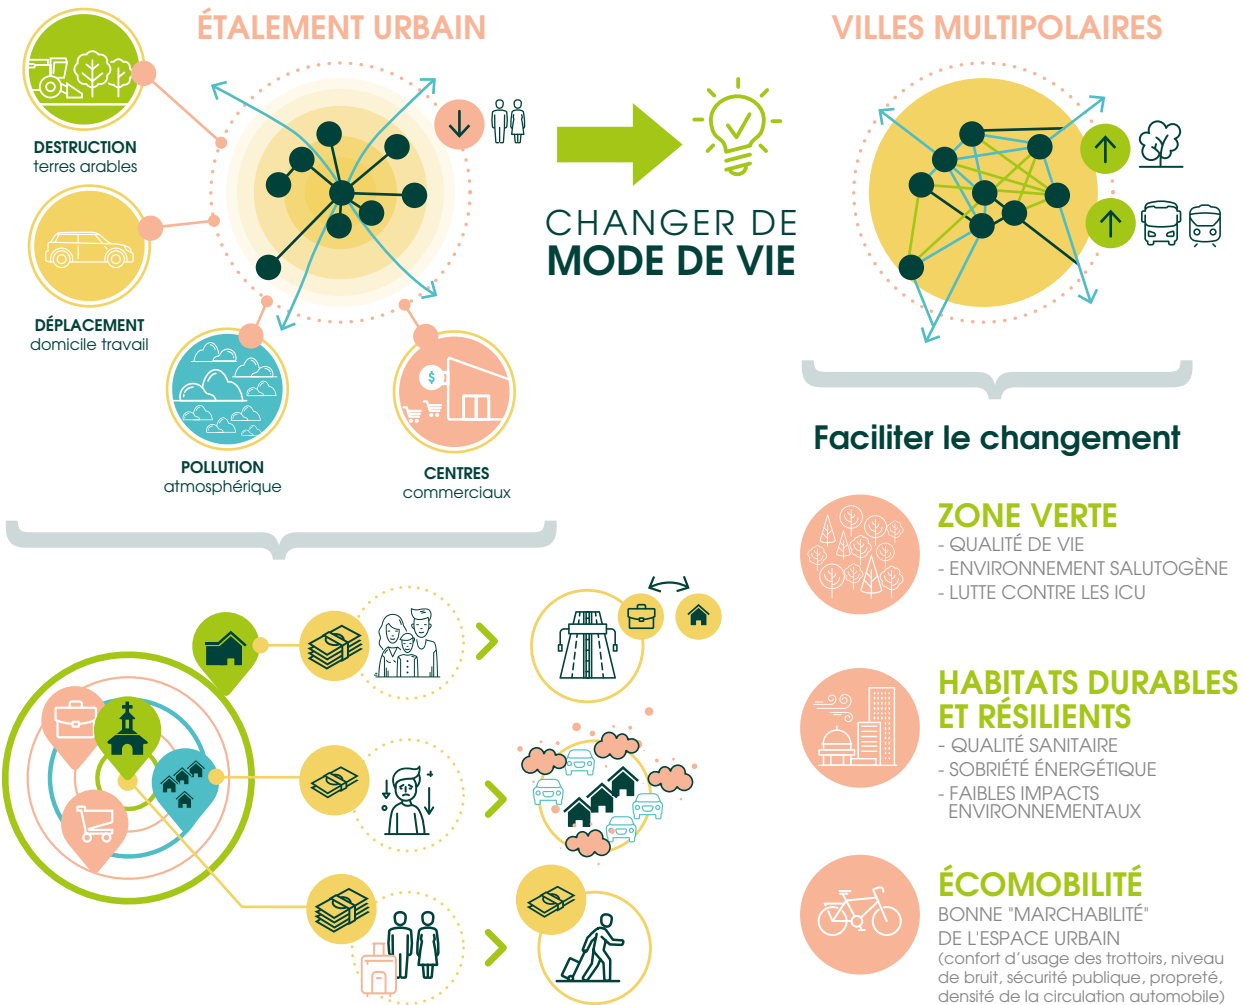 ÉTALEMENT URBAIN
DESTRUCTION
terres arables
DÉPLACEMENT
domicile travail
POLLUTION
atmosphérique
$
CENTRES
commerciaux
CHANGER DE
MODE DE VIE
VILLES MULTIPOLAIRES
Faciliter le changement
ZONE VERTE
- QUALITÉ DE VIE
- ENVIRONNEMENT SALUTOGÈNE
- LUTTE CONTRE LES ICU
HABITATS DURABLES
ET RÉSILIENTS
- QUALITÉ SANITAIRE
- SOBRIÉTÉ ÉNERGÉTIQUE
- FAIBLES IMPACTS
ENVIRONNEMENTAUX
ÉCOMOBILITÉ
BONNE "MARCHABILITÉ"
DE L'ESPACE URBAIN
(confort d’usage des trottoirs, niveau
de bruit, sécurité publique, propreté,
densité de la circulation automobile)